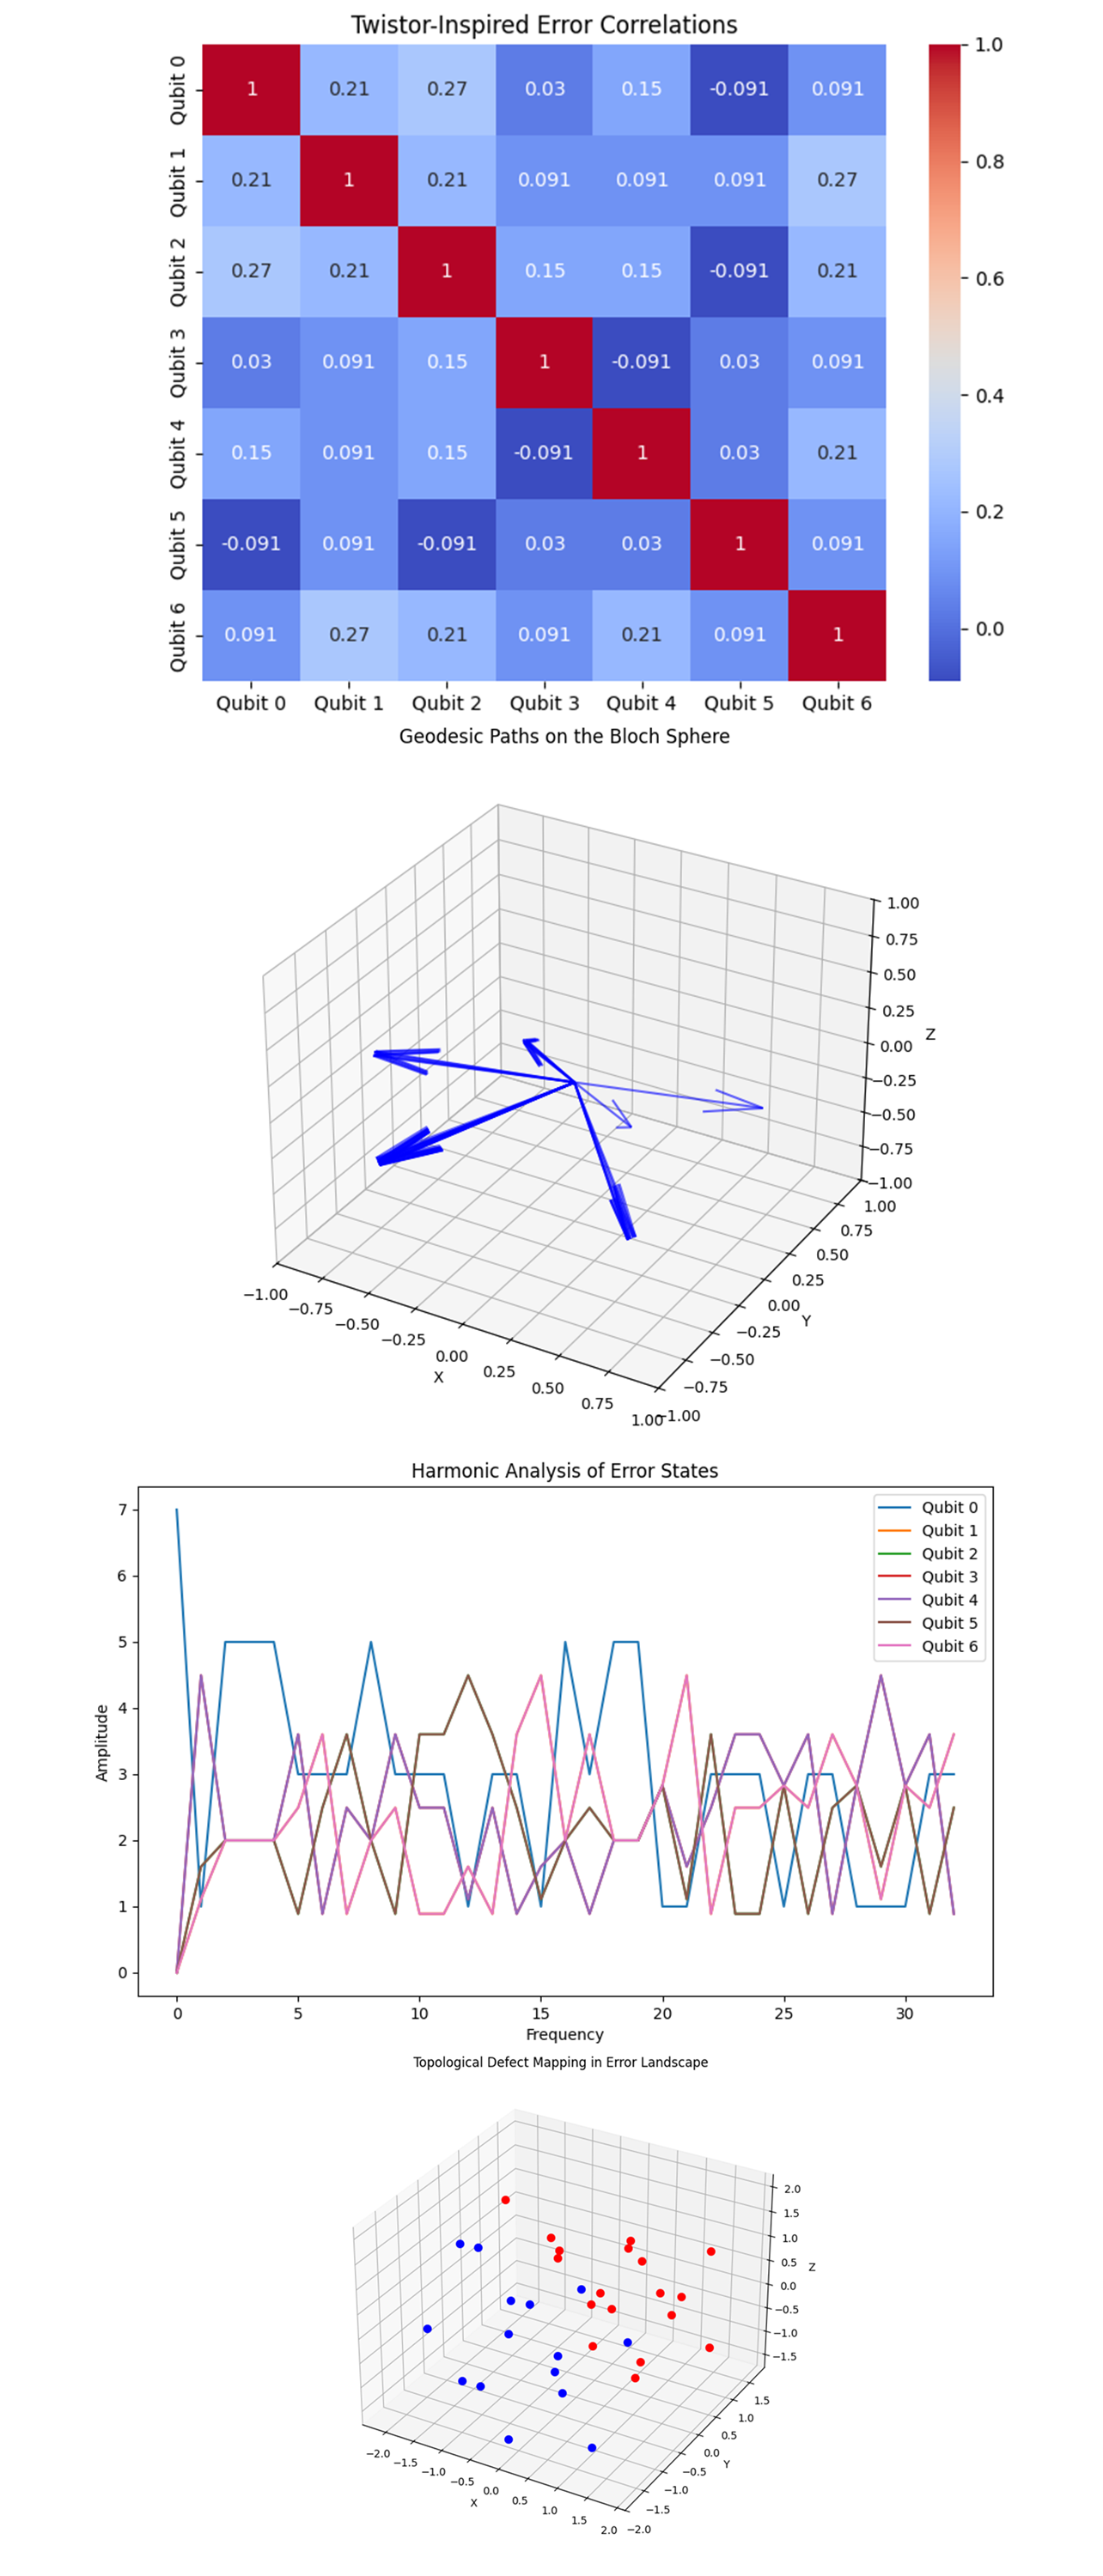 Twistor-Inspired Error Correlations
Qubit 0 1 0.21 0.27 0.03 0.15 -0.091 0.091
Qubit 1 0.21 1 0.21 0.091 0.091 0.091 0.27
Qubit 2 0.27 0.21 1 0.15 0.15 -0.091 0.21
Qubit 3 0.03 0.091 0.15 1 -0.091 0.03 0.091
Qubit 4 0.15 0.091 0.15 -0.091 1 0.03 0.21
Qubit 5 -0.091 0.091 -0.091 0.03 0.03 1 0.091
Qubit 6 0.091 0.27 0.21 0.091 0.21 0.091 1
Qubit 0 Qubit 1 Qubit 2 Qubit 3 Qubit 4 Qubit 5 Qubit 6
1.0
0.8
0.6
0.4
0.2
0.0
Geodesic Paths on the Bloch Sphere
1.00
0.75
0.50
0.25
0.00
−0.25
−0.50
−0.75
−1.00
Z
1.00
0.75
0.50
0.25
0.00
−0.25
−0.50
−0.75
−1.00
Y
−1.00
−0.75
−0.50
−0.25
0.00
0.25
0.50
0.75
1.00
X
Harmonic Analysis of Error States
7
6
5
4
3
2
1
0
Amplitude
Qubit 0
Qubit 1
Qubit 2
Qubit 3
Qubit 4
Qubit 5
Qubit 6
0 5 10 15 20 25 30
Frequency
Topological Defect Mapping in Error Landscape
2.0
1.5
1.0
0.5
0.0
−0.5
−1.0
−1.5
Z
1.5
1.0
0.5
0.0
−0.5
−1.0
−1.5
−2.0
Y
−2.0
−1.5
−1.0
−0.5
0.0
0.5
1.0
1.5
2.0
X